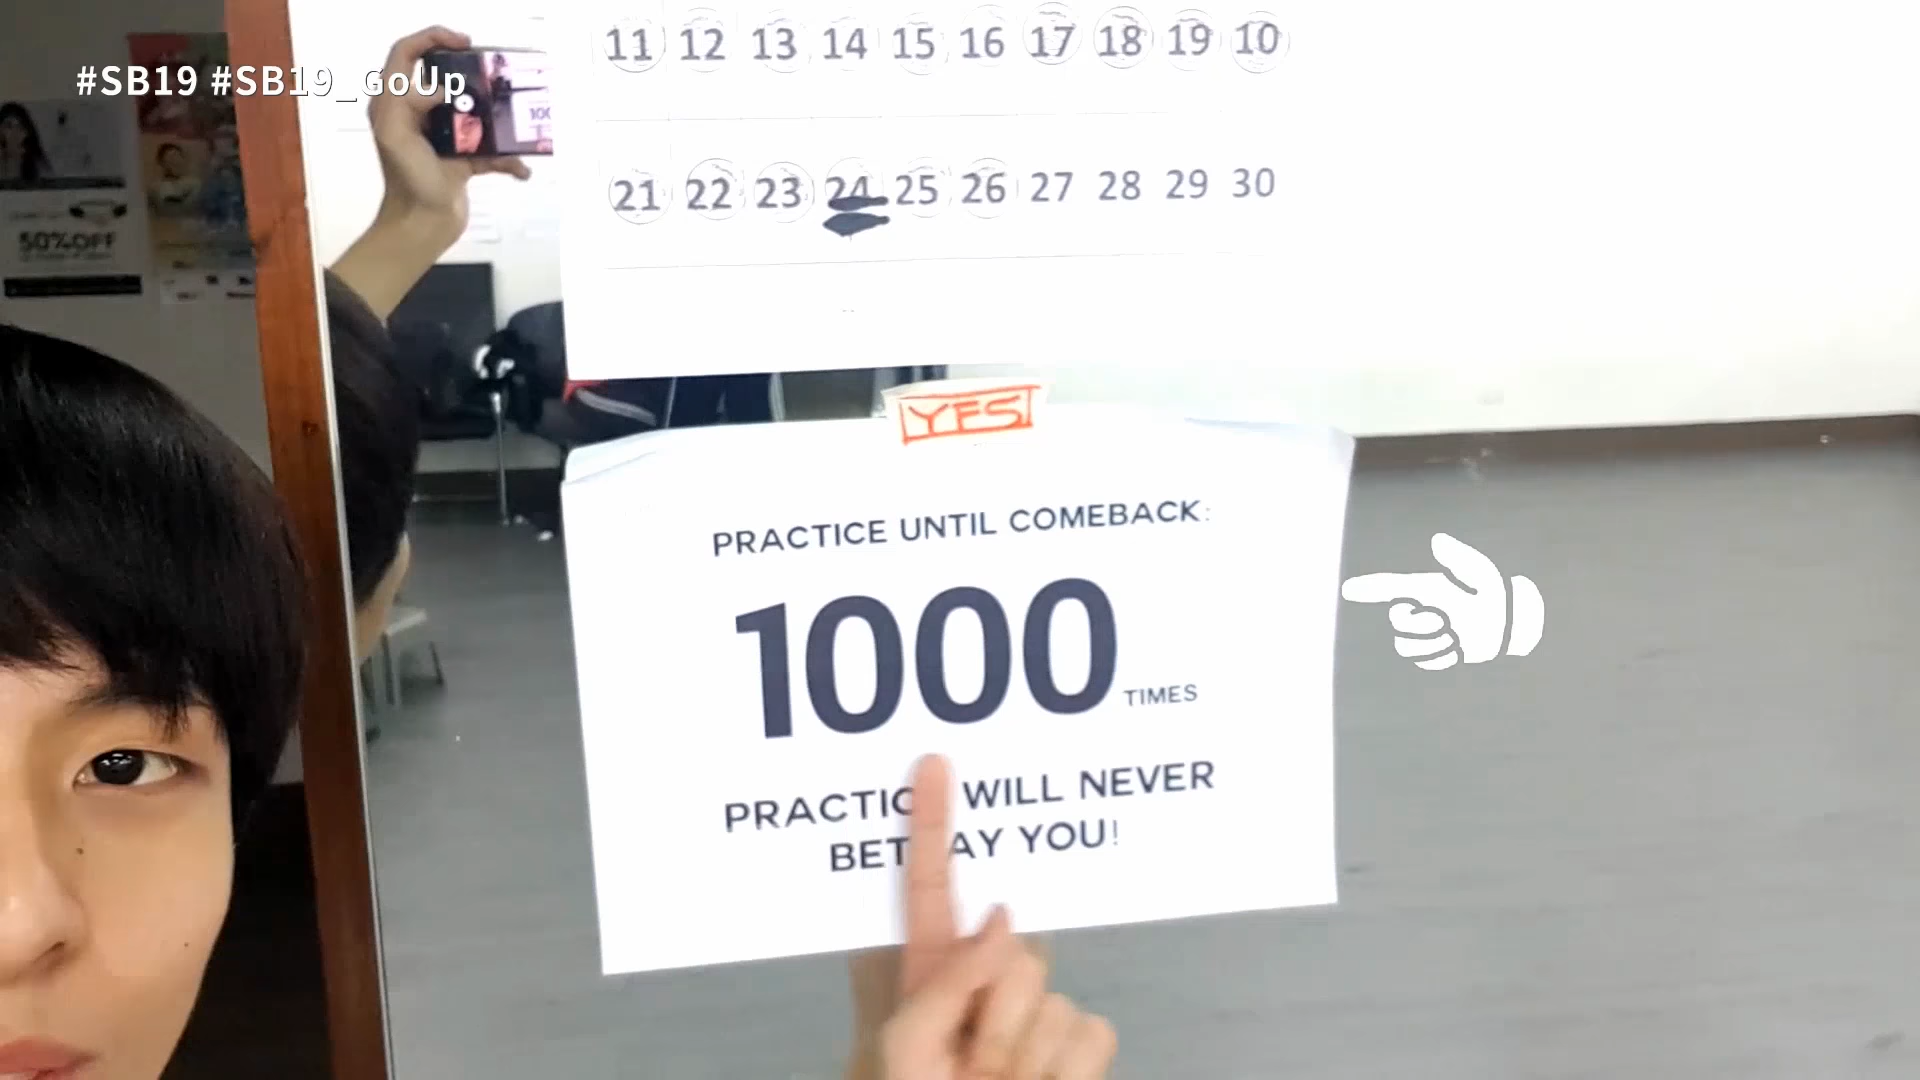 #SB19 #SB19_GoUp
11 12 13 14 15 16 17 18 19 10
21 22 23 24 25 26 27 28 29 30
50% OFF
YES
PRACTICE UNTIL COMEBACK:
1000 TIMES
PRACTIC WILL NEVER
BET AY YOU!